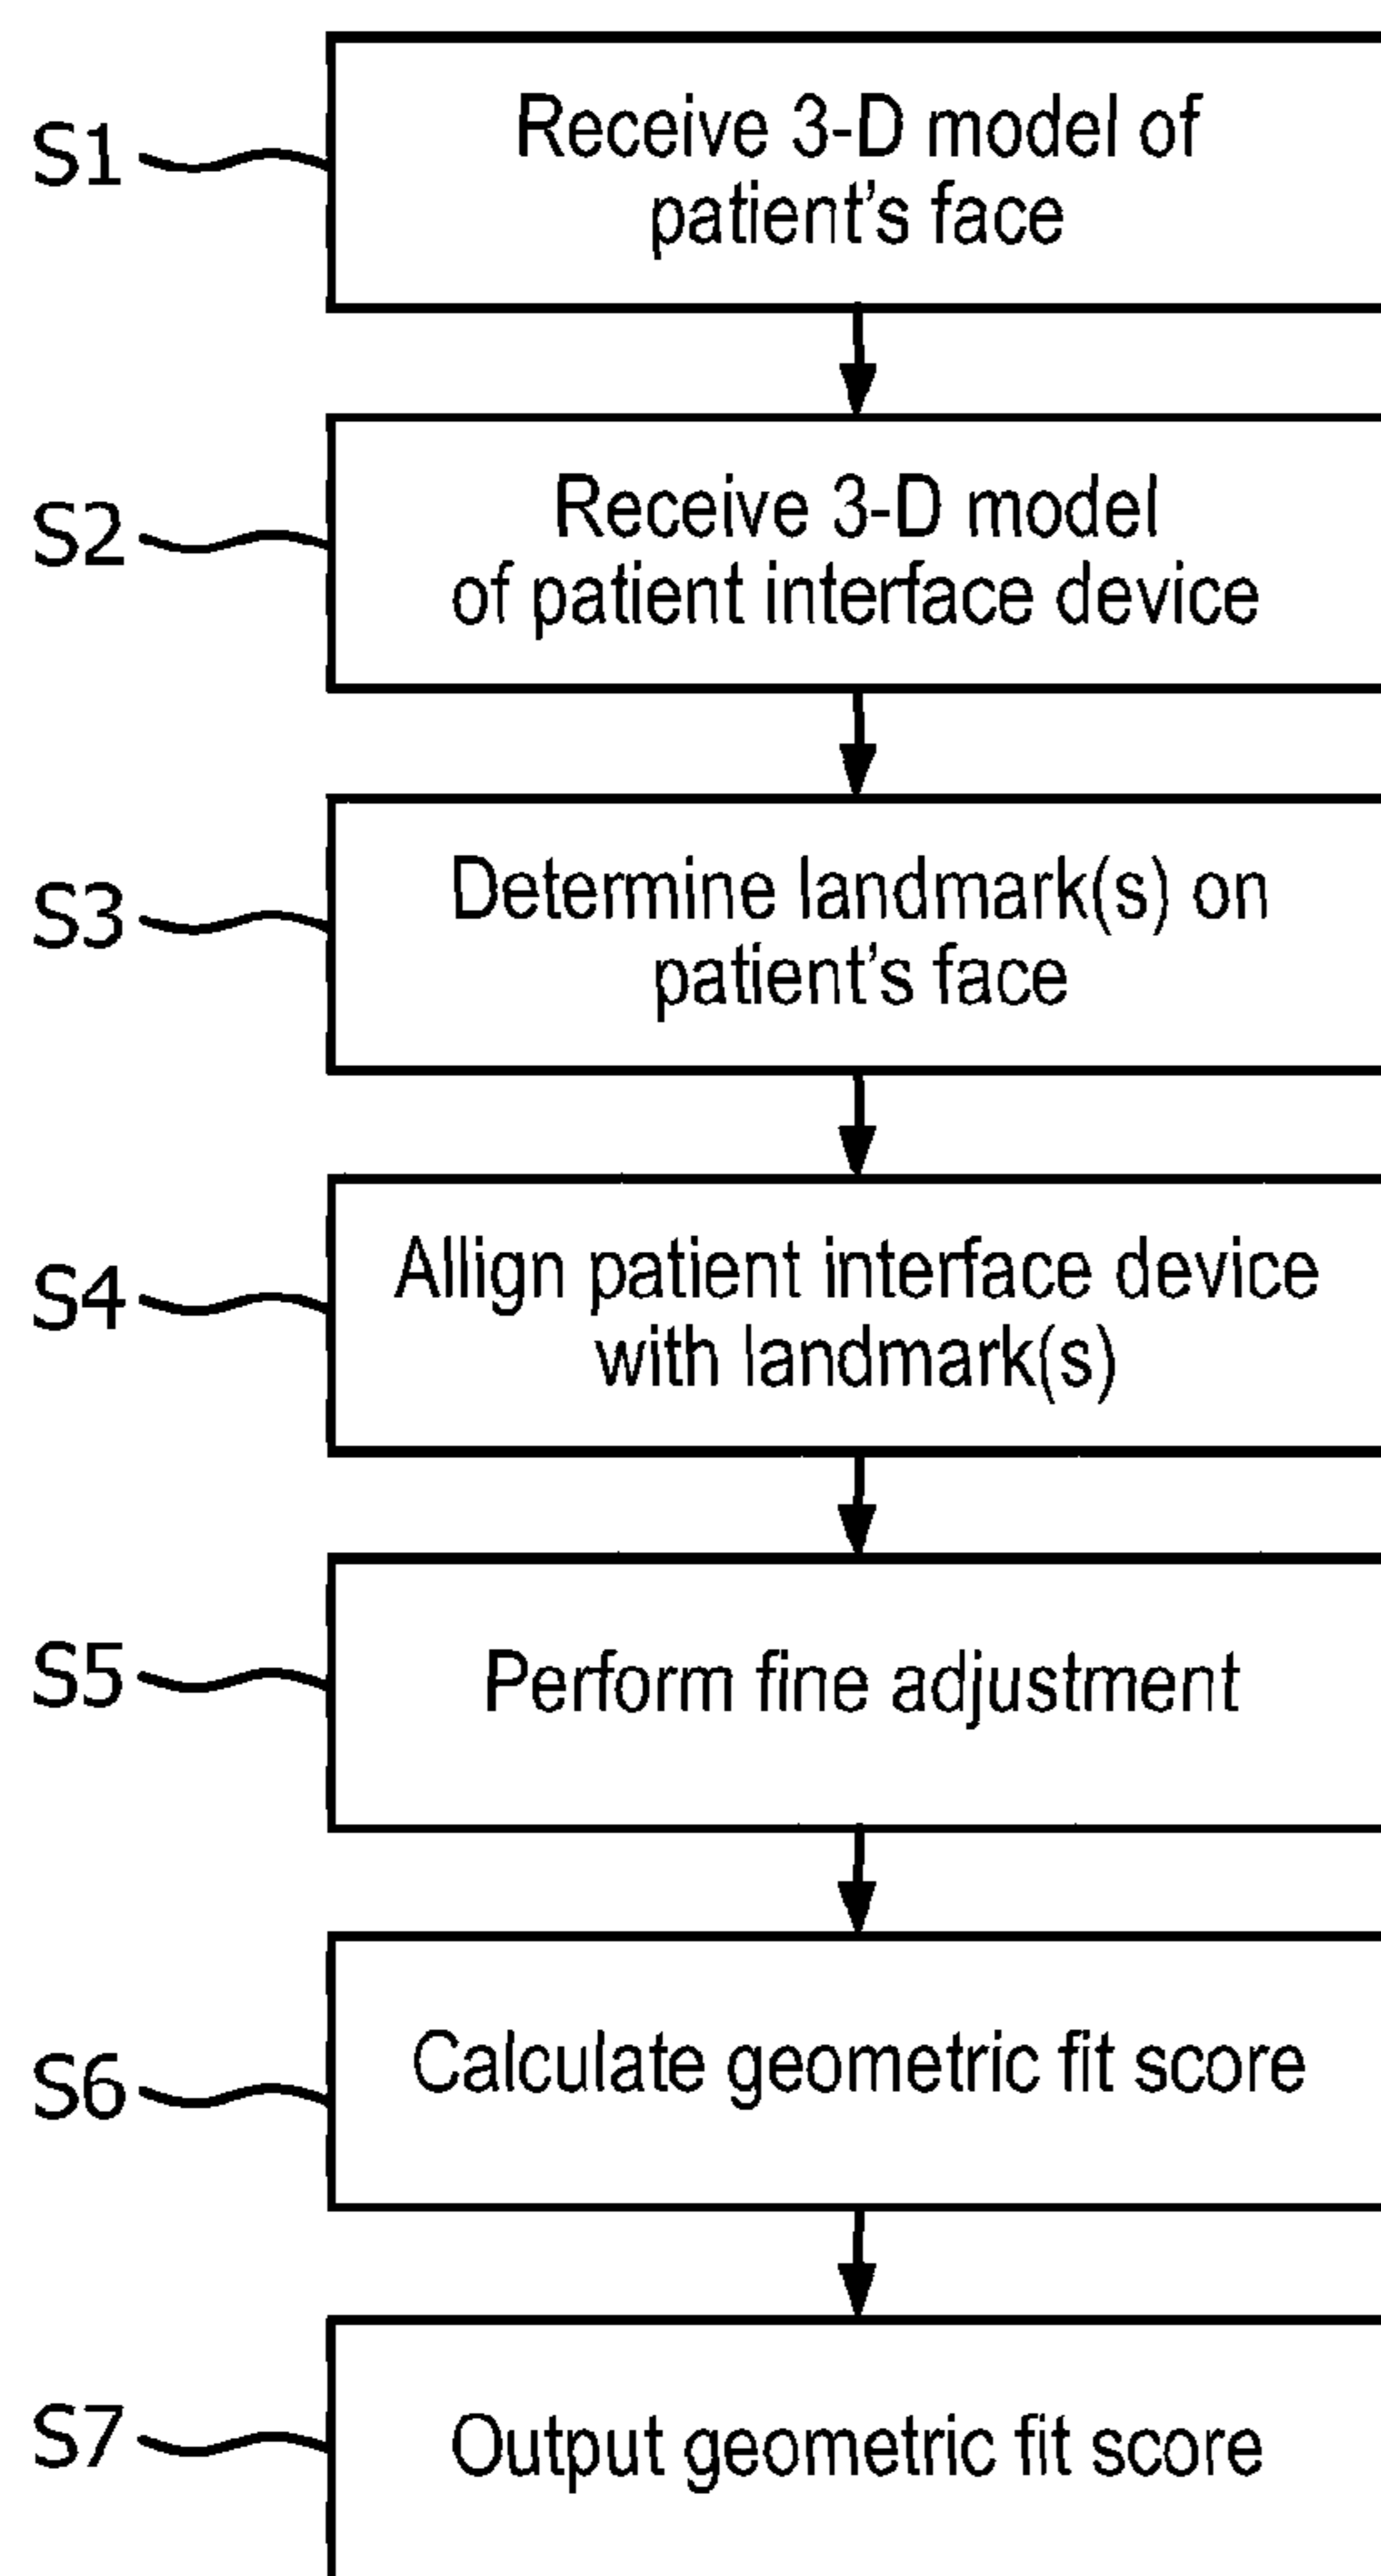 S1
Receive 3-D model of
patient's face
S2
Receive 3-D model
of patient interface device
S3
Determine landmark(s) on
patient's face
S4
Allign patient interface device
with landmark(s)
S5
Perform fine adjustment
S6
Calculate geometric fit score
S7
Output geometric fit score